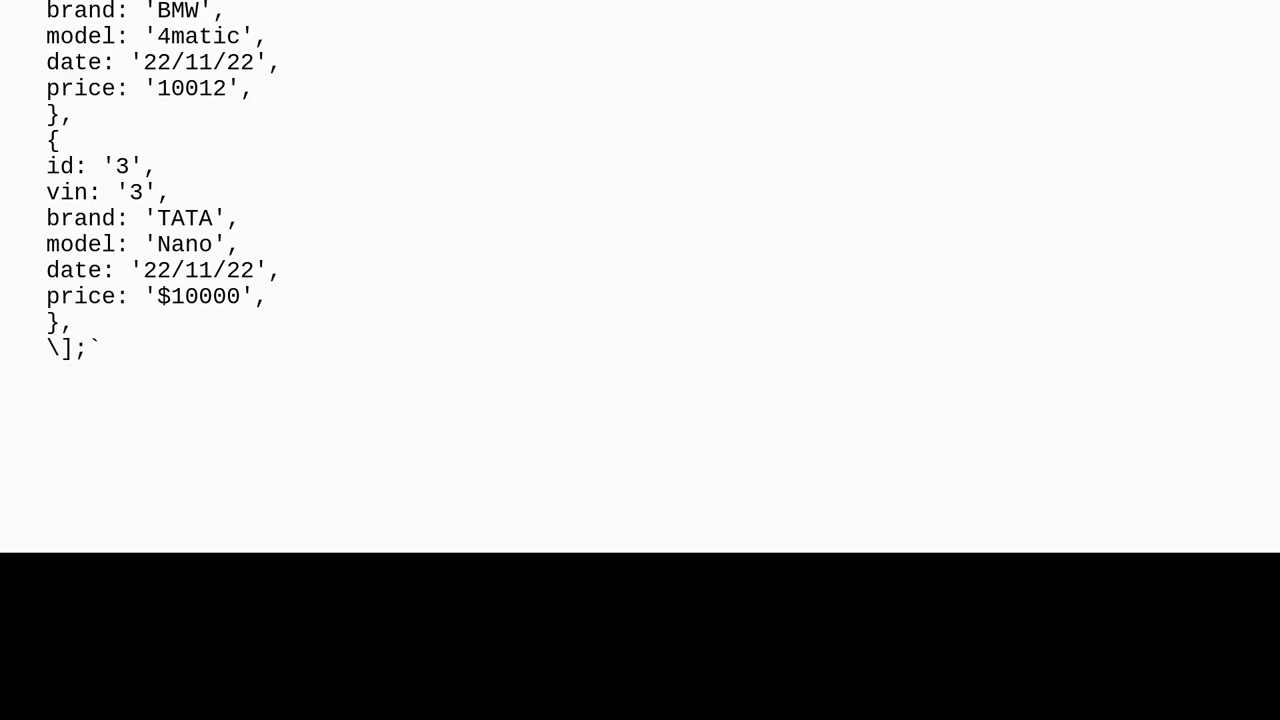 brand: 'BMW',
model: '4matic',
date: '22/11/22',
price: '10012',
},
{
id: '3',
vin: '3',
brand: 'TATA',
model: 'Nano',
date: '22/11/22',
price: '$10000',
},
\];`